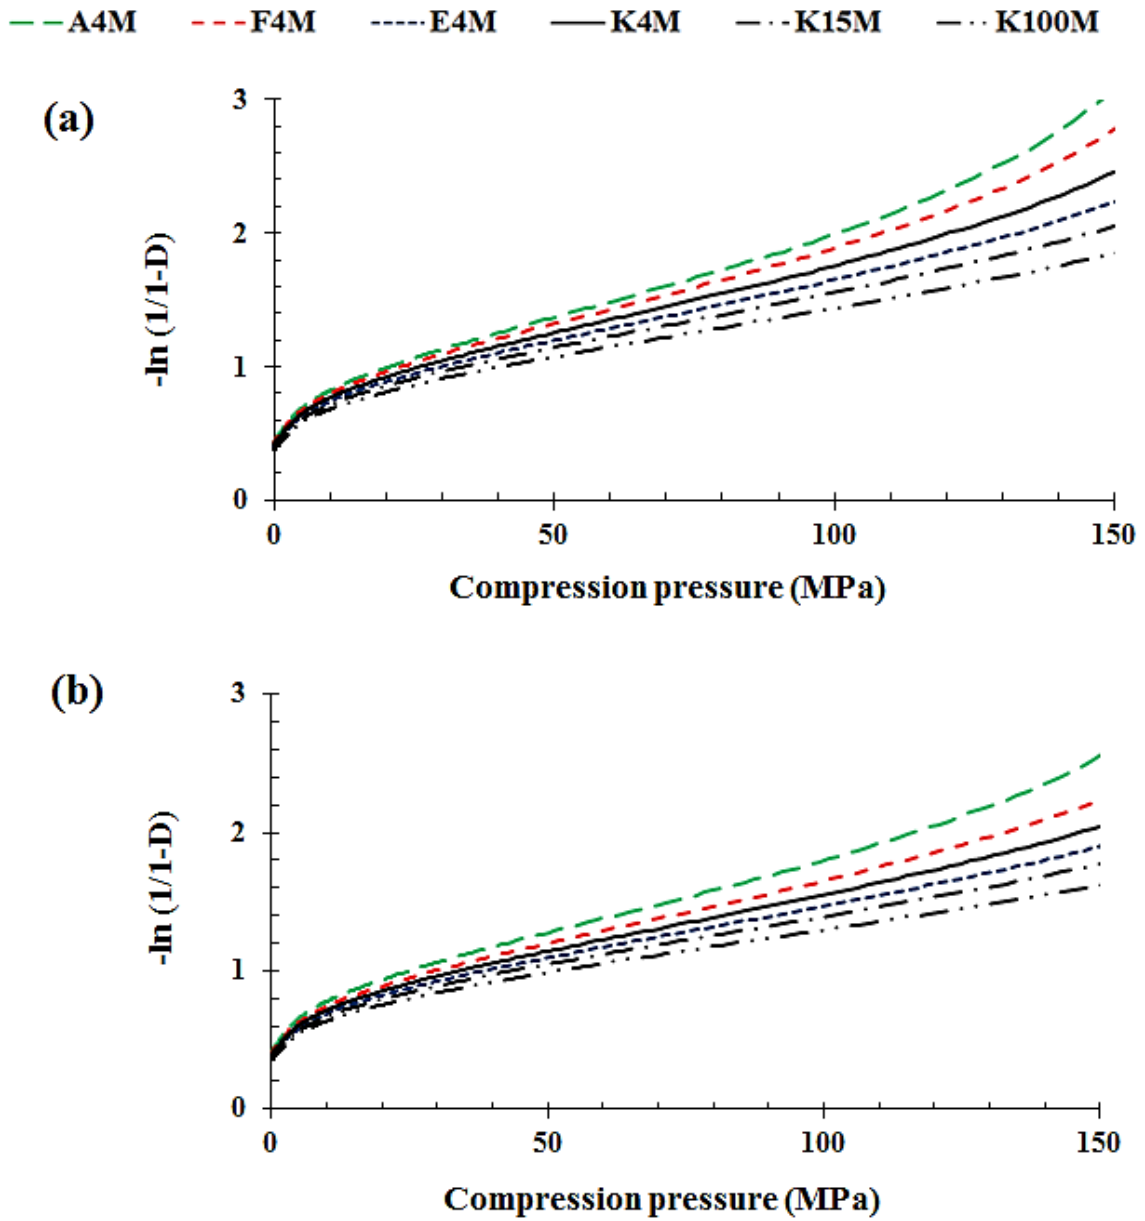 A4M F4M E4M K4M K15M K100M
(a)
3
2
1
0
-ln (1/1-D)
0 50 100 150
Compression pressure (MPa)
(b)
3
2
1
0
-ln (1/1-D)
0 50 100 150
Compression pressure (MPa)